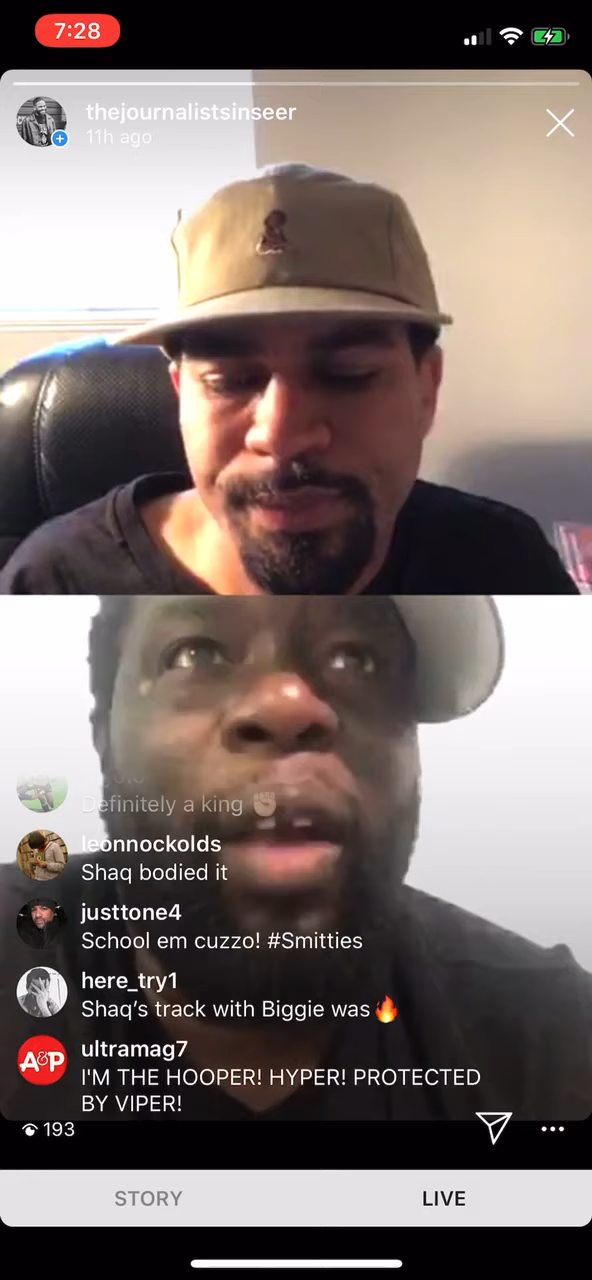 7:28
thejournalistsinseer
11h ago
Definitely a king ✊
leonnockolds
Shaq bodied it
justtone4
School em cuzzo! #Smitties
here_try1
Shaq’s track with Biggie was🔥
A&P
ultramag7
I'M THE HOOPER! HYPER! PROTECTED
BY VIPER!
193
STORY
LIVE